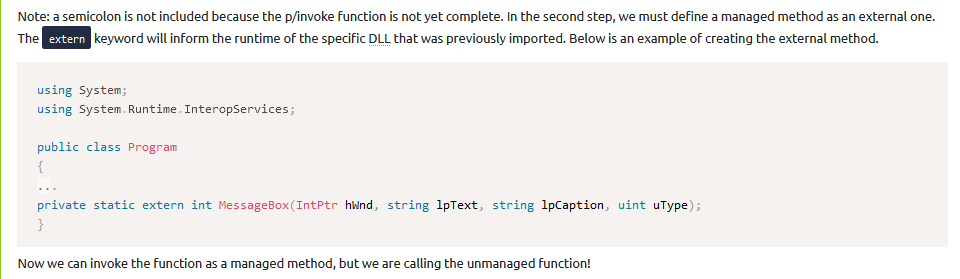 Note: a semicolon is not included because the p/invoke function is not yet complete. In the second step, we must define a managed method as an external one.
The extern keyword will inform the runtime of the specific DLL that was previously imported. Below is an example of creating the external method.
using System;
using System.Runtime.InteropServices;
public class Program
{
...
private static extern int MessageBox(IntPtr hWnd, string lpText, string lpCaption, uint uType);
}
Now we can invoke the function as a managed method, but we are calling the unmanaged function!